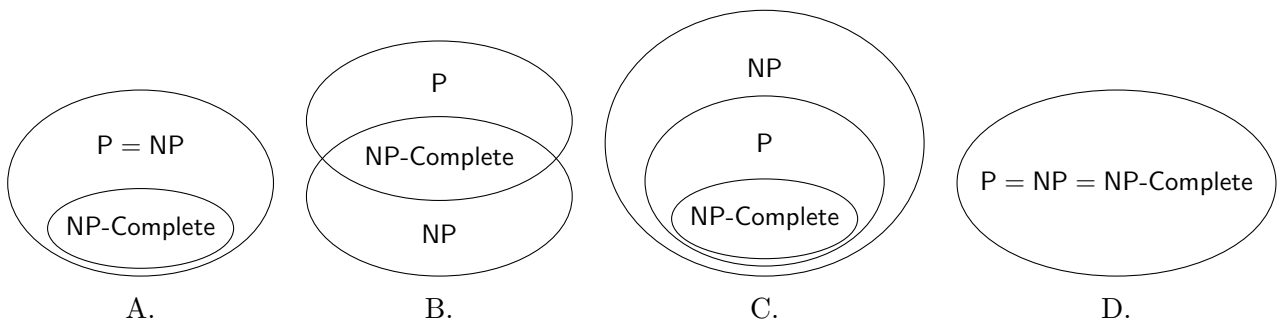 P = NP
NP-Complete
A.
P
NP-Complete
NP
B.
NP
P
NP-Complete
C.
P = NP = NP-Complete
D.